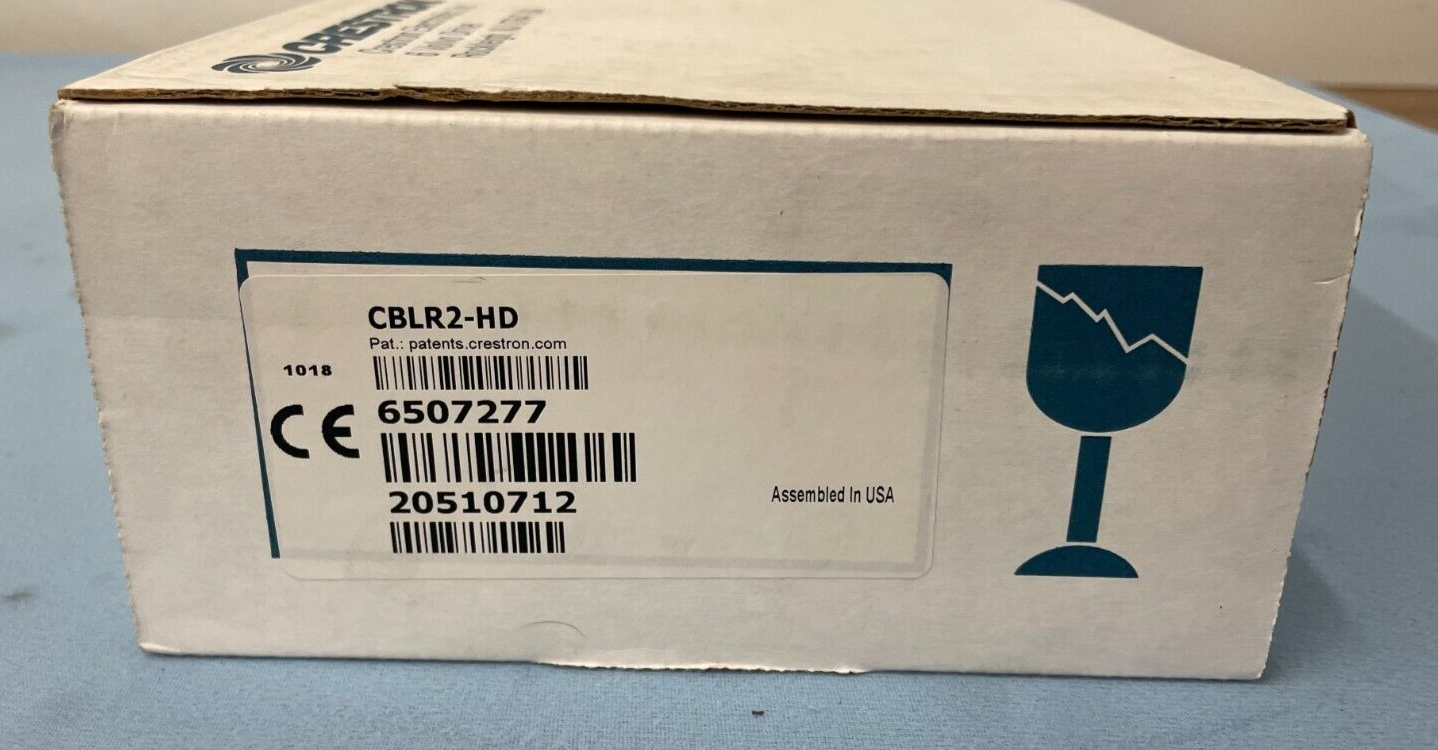 CRESTRON
CBLR2-HD
Pat.: patents.crestron.com
1018
CE
6507277
20510712
Assembled In USA